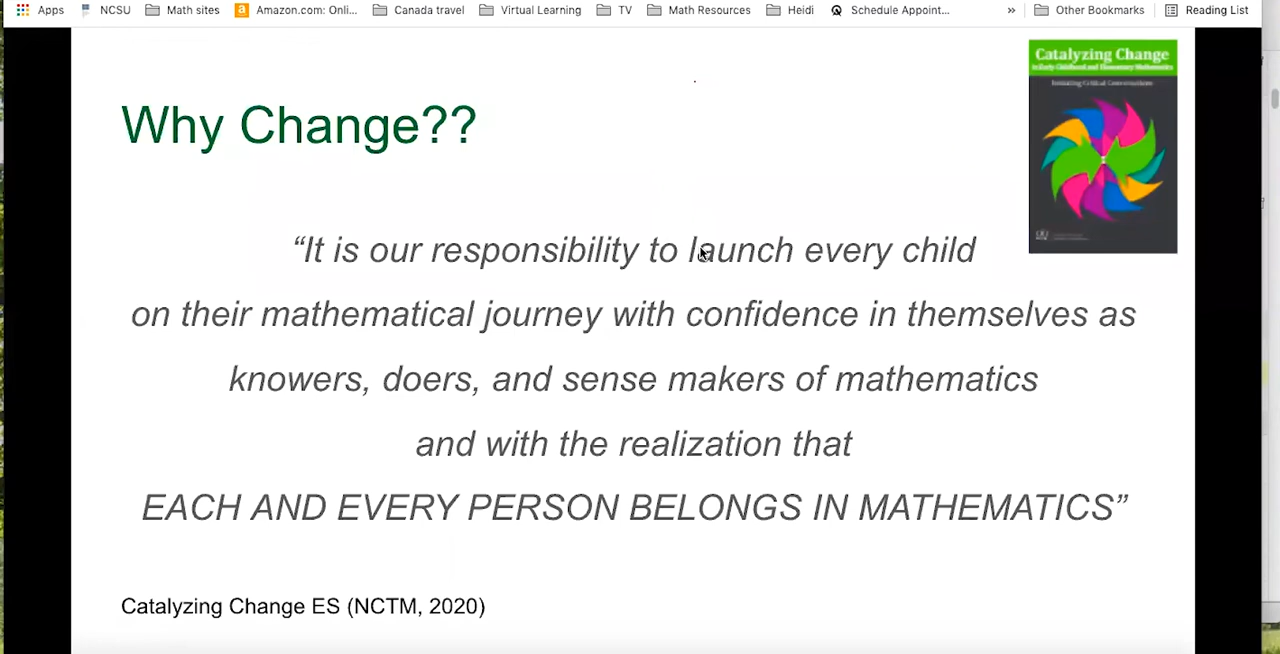 Apps NCSU Math sites Amazon.com: Onli... Canada travel Virtual Learning TV Math Resources Heidi Schedule Appoint... » Other Bookmarks Reading List
Catalyzing Change
in Early Childhood and Elementary Mathematics
Initiating Critical Conversations
Why Change??
“It is our responsibility to launch every child
on their mathematical journey with confidence in themselves as
knowers, doers, and sense makers of mathematics
and with the realization that
EACH AND EVERY PERSON BELONGS IN MATHEMATICS”
Catalyzing Change ES (NCTM, 2020)